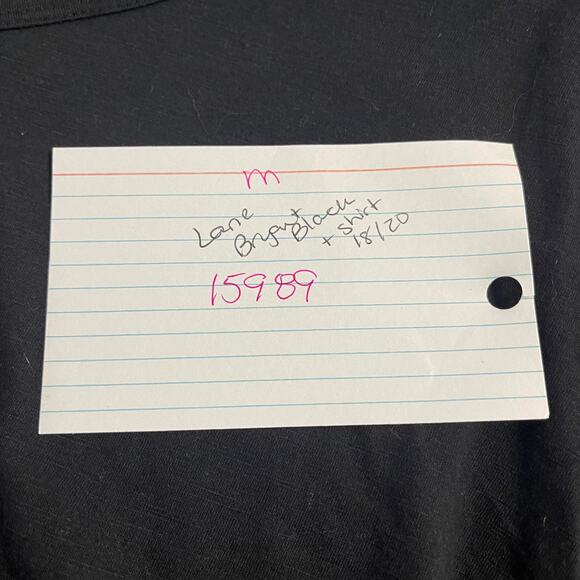 m
Lane
Bryant Black
t shirt
18/20
15989